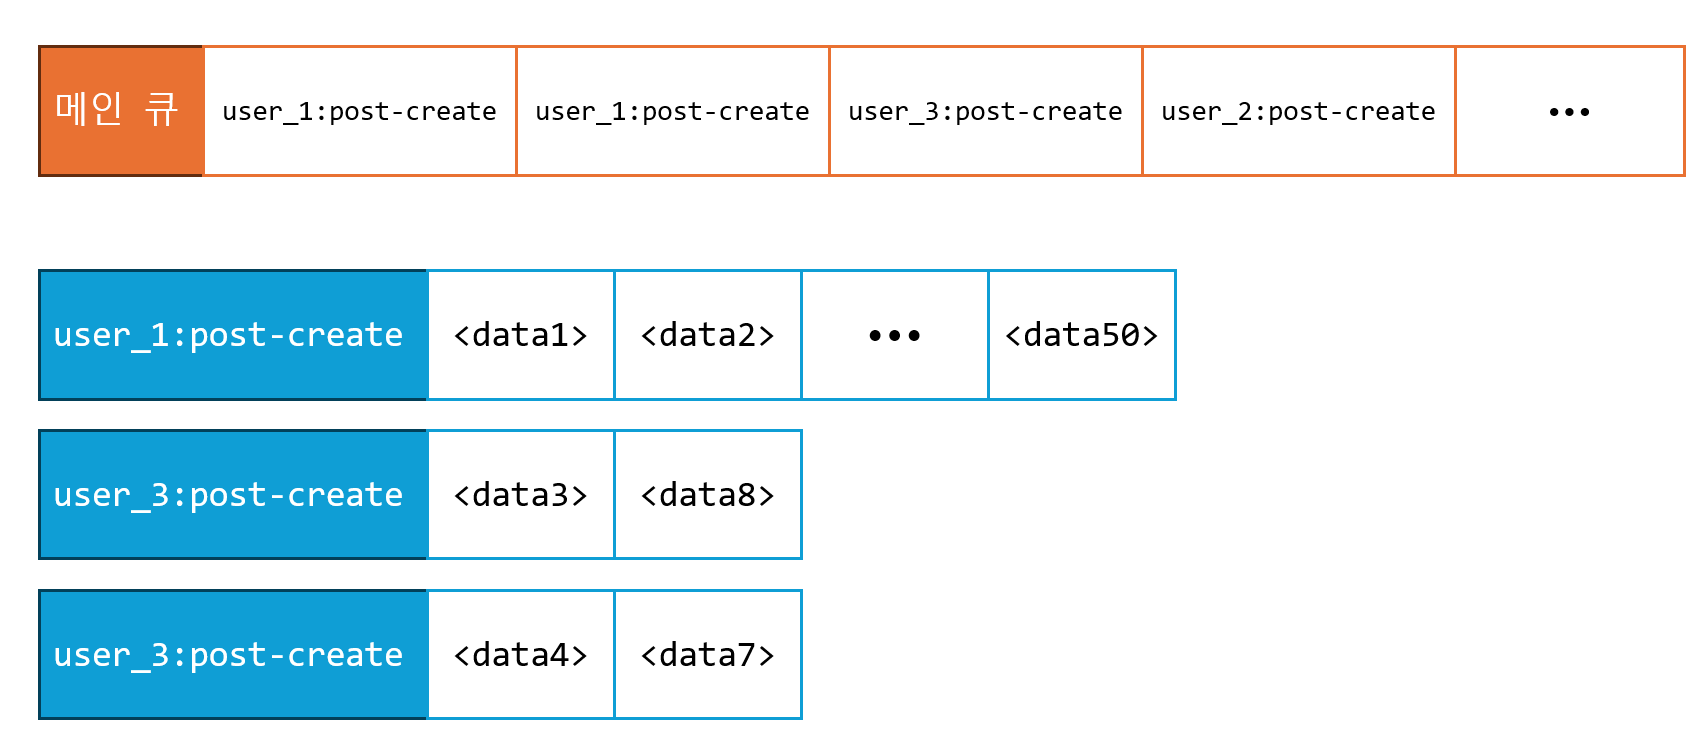 메인 큐 user_1:post-create user_1:post-create user_3:post-create user_2:post-create •••
user_1:post-create <data1> <data2> ••• <data50>
user_3:post-create <data3> <data8>
user_3:post-create <data4> <data7>